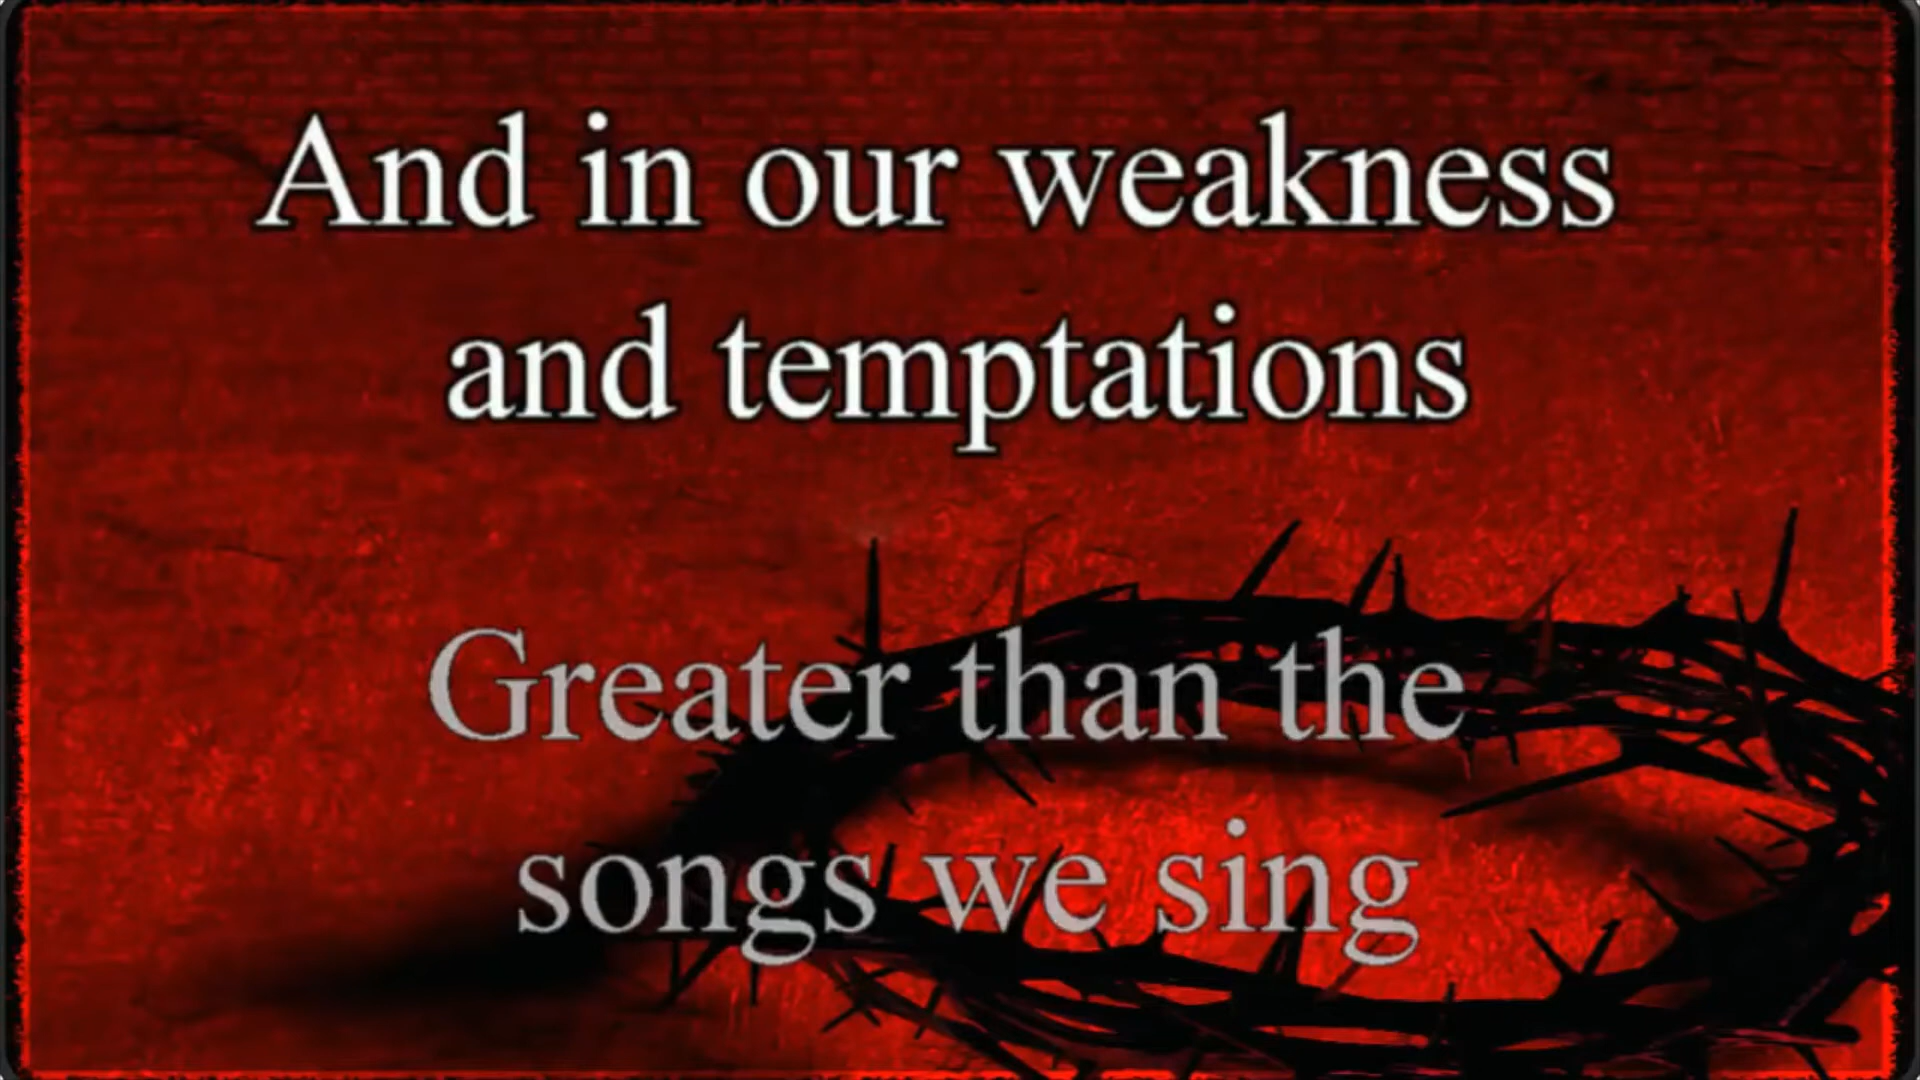 And in our weakness
and temptations
Greater than the
songs we sing